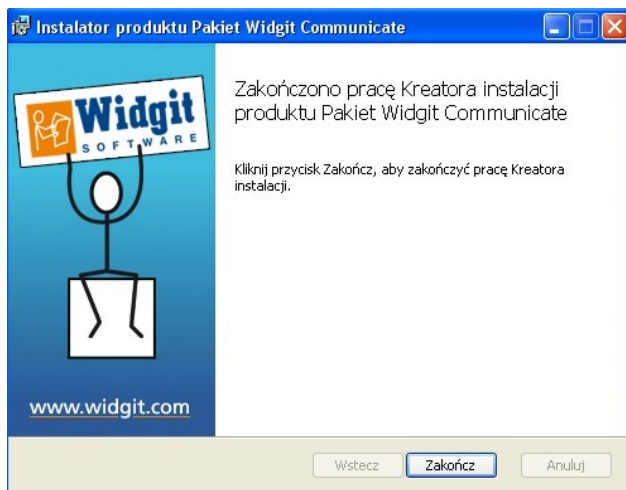 Instalator produktu Pakiet Widgit Communicate
Widgit
SOFTWARE
Zakończono pracę Kreatora instalacji
produktu Pakiet Widgit Communicate
Kliknij przycisk Zakończ, aby zakończyć pracę Kreatora
instalacji.
www.widgit.com
Wstecz
Zakończ
Anuluj